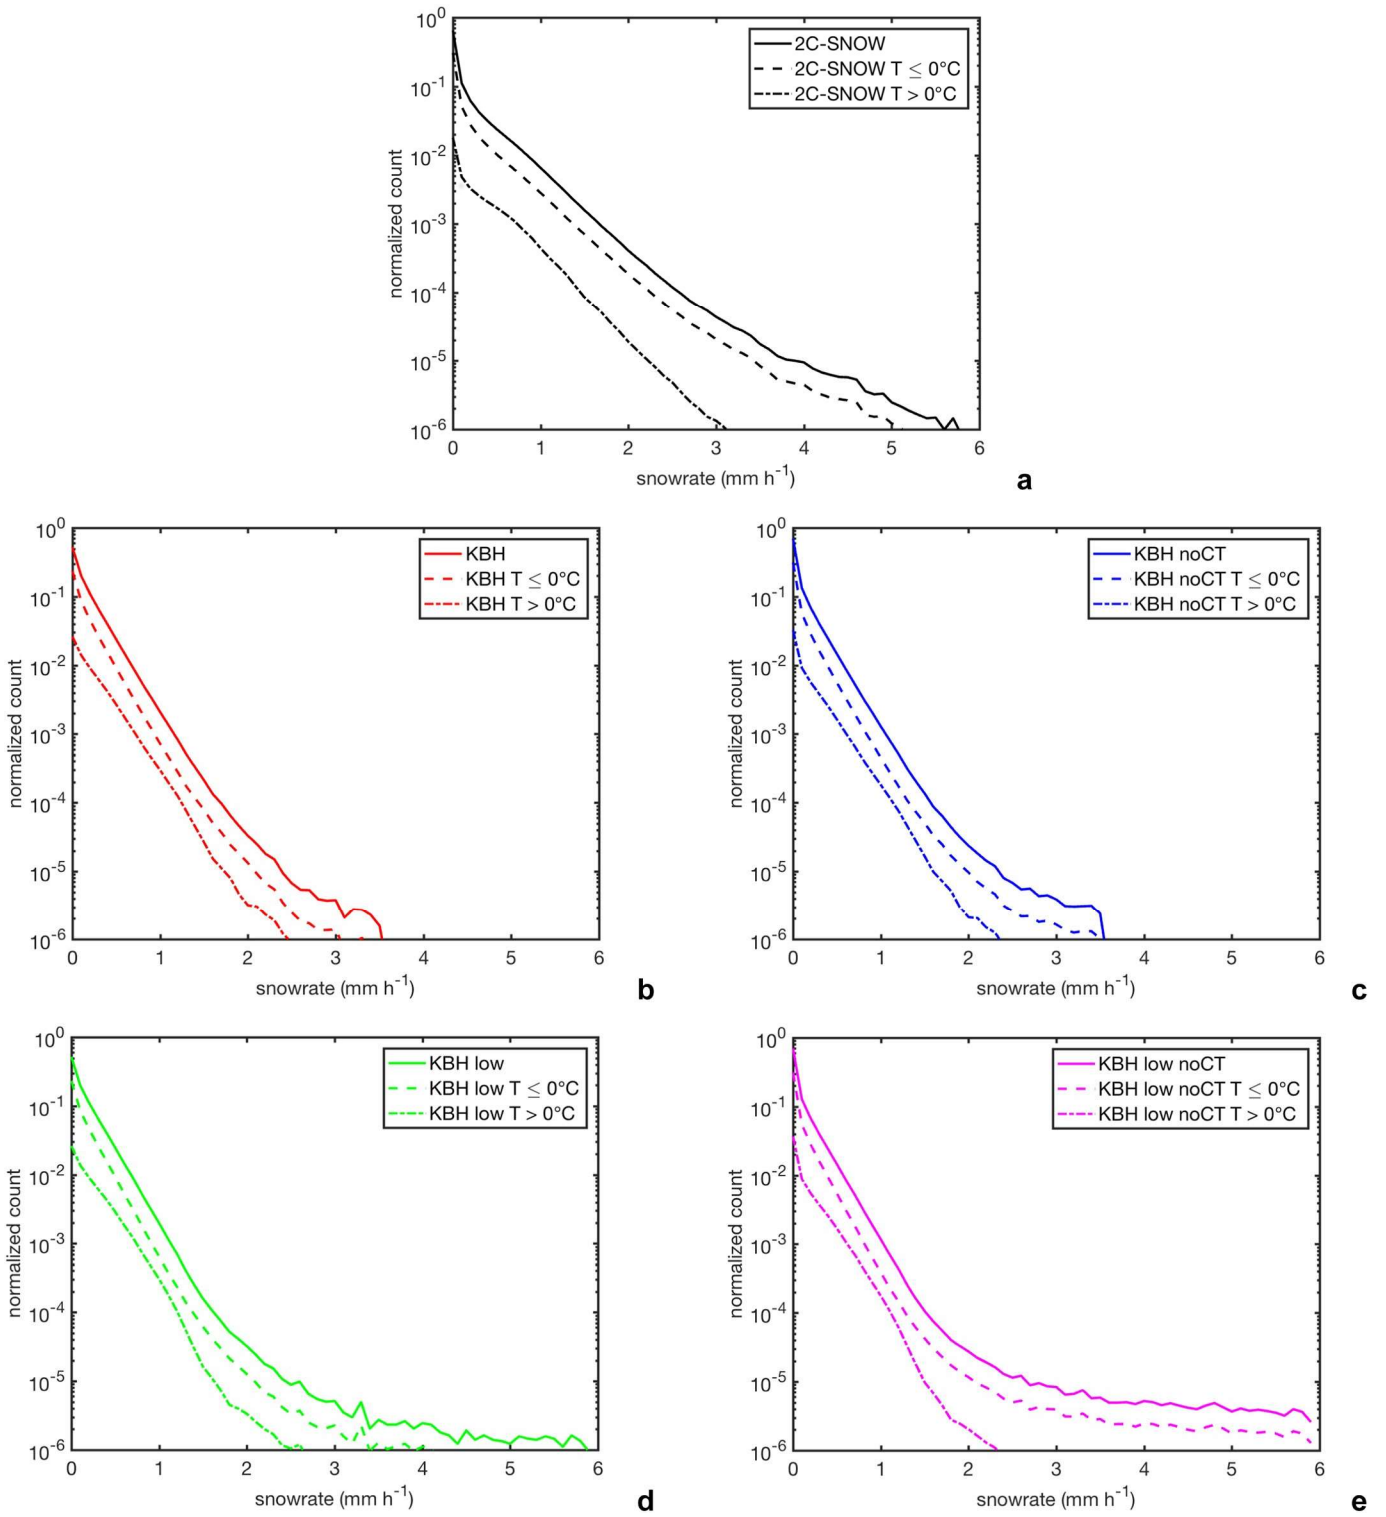 10^0
10^-1
10^-2
10^-3
10^-4
10^-5
10^-6
normalized count
2C-SNOW
2C-SNOW T ≤ 0°C
2C-SNOW T > 0°C
0 1 2 3 4 5 6
snowrate (mm h^-1)
a
10^0
10^-1
10^-2
10^-3
10^-4
10^-5
10^-6
normalized count
KBH
KBH T ≤ 0°C
KBH T > 0°C
0 1 2 3 4 5 6
snowrate (mm h^-1)
b
10^0
10^-1
10^-2
10^-3
10^-4
10^-5
10^-6
normalized count
KBH noCT
KBH noCT T ≤ 0°C
KBH noCT T > 0°C
0 1 2 3 4 5 6
snowrate (mm h^-1)
c
10^0
10^-1
10^-2
10^-3
10^-4
10^-5
10^-6
normalized count
KBH low
KBH low T ≤ 0°C
KBH low T > 0°C
0 1 2 3 4 5 6
snowrate (mm h^-1)
d
10^0
10^-1
10^-2
10^-3
10^-4
10^-5
10^-6
normalized count
KBH low noCT
KBH low noCT T ≤ 0°C
KBH low noCT T > 0°C
0 1 2 3 4 5 6
snowrate (mm h^-1)
e